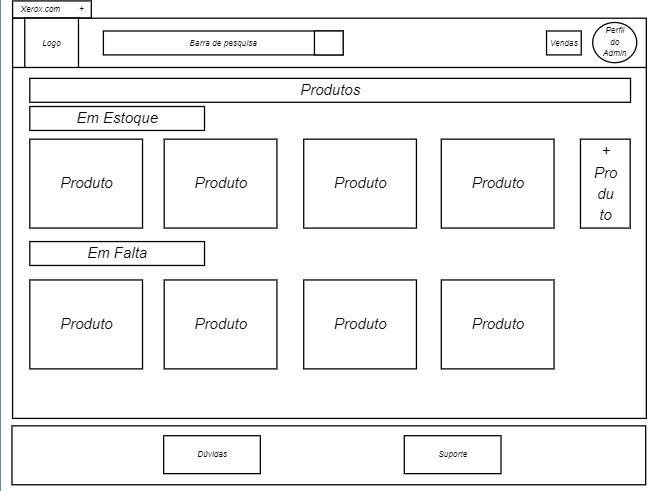 Xerox.com +
Logo
Barra de pesquisa
Vendas
Perfil
do
Admin
Produtos
Em Estoque
Produto
Produto
Produto
Produto
+
Pro
du
to
Em Falta
Produto
Produto
Produto
Produto
Dúvidas
Suporte